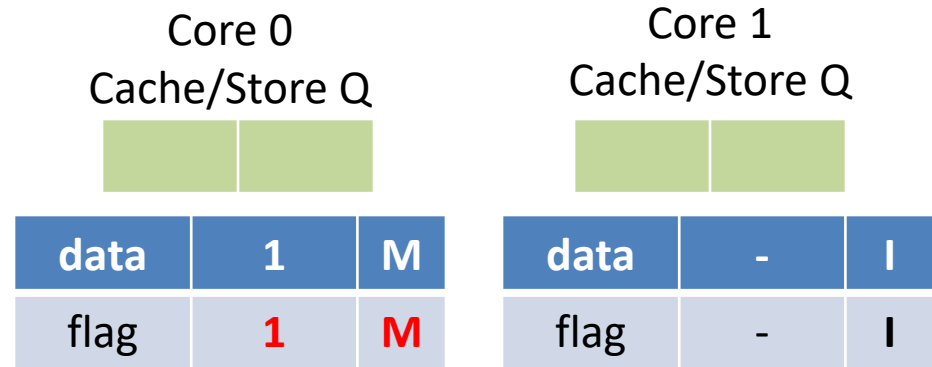 Core 0
Cache/Store Q
data 1 M
flag 1 M
Core 1
Cache/Store Q
data - I
flag - I